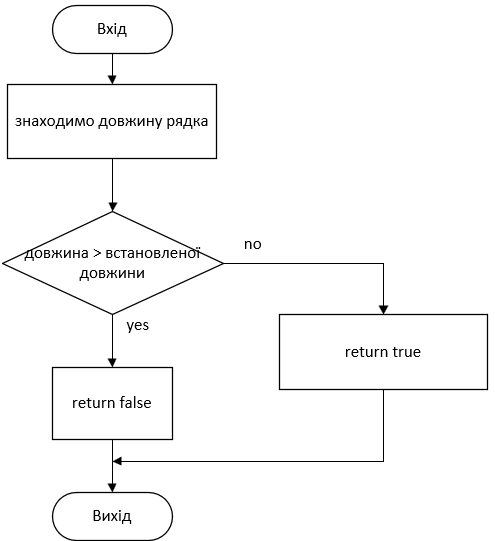 Вхід
знаходимо довжину рядка
довжина > встановленої
довжини
no
yes
return true
return false
Вихід